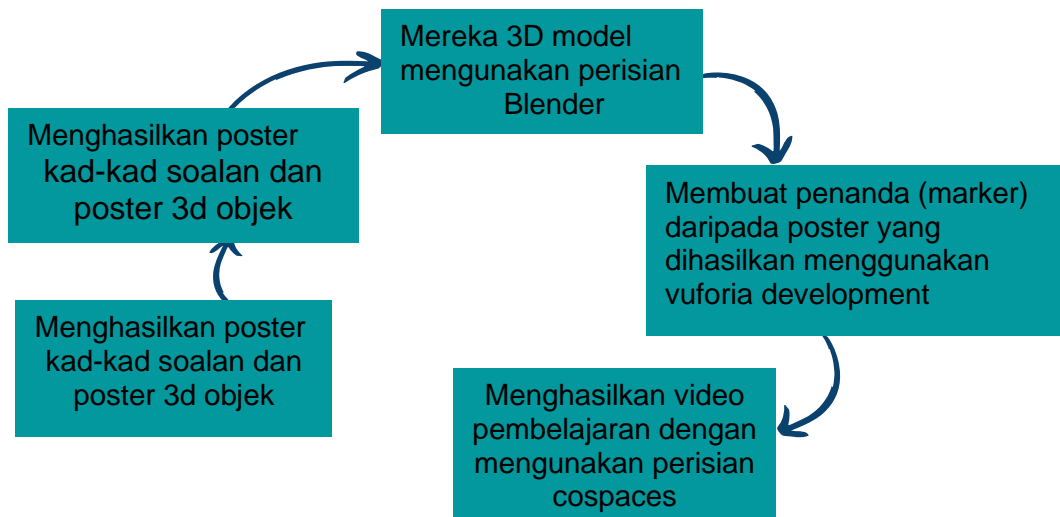 Mereka 3D model
mengunakan perisian
Blender
Menghasilkan poster
kad-kad soalan dan
poster 3d objek
Membuat penanda (marker)
daripada poster yang
dihasilkan menggunakan
vuforia development
Menghasilkan poster
kad-kad soalan dan
poster 3d objek
Menghasilkan video
pembelajaran dengan
mengunakan perisian
cospaces